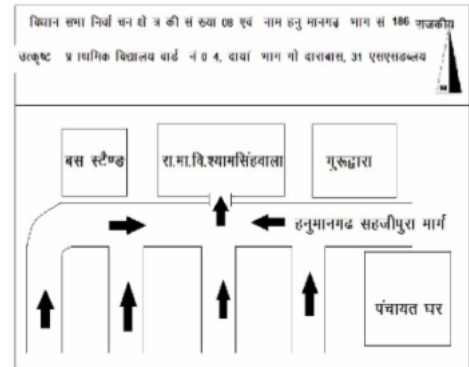 विधान सभा निर्वाचन क्षेत्र की संख्या 08 एवं नाम हनुमानगढ़ भाग सं 186 राजकीय
उत्कृष्ट प्राथमिक विद्यालय वार्ड नं 0 4, दायां भाग गोदाराबास, 31 एसएसडब्लय
बस स्टैण्ड
रा.मा.वि.श्यामसिंहवाला
गुरूद्वारा
हनुमानगढ सहजीपुरा मार्ग
पंचायत घर